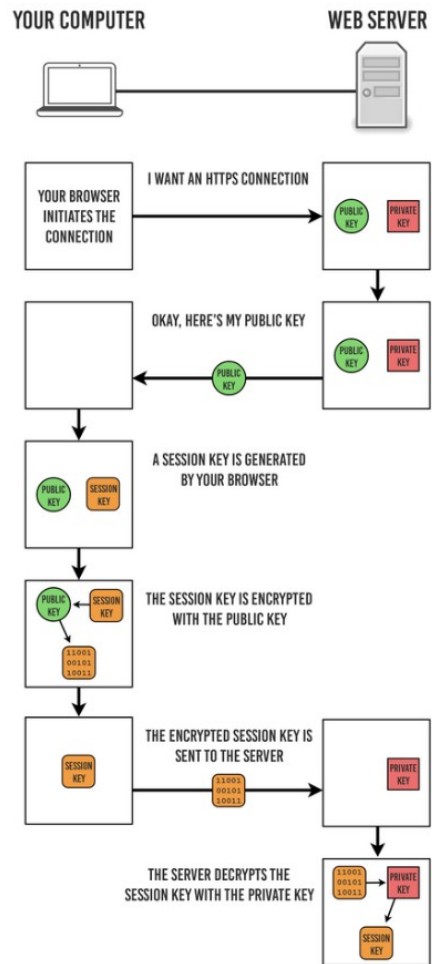 YOUR COMPUTER
WEB SERVER
YOUR BROWSER
INITIATES THE
CONNECTION
I WANT AN HTTPS CONNECTION
PUBLIC
KEY
PRIVATE
KEY
OKAY, HERE'S MY PUBLIC KEY
PUBLIC
KEY
PUBLIC
KEY
PRIVATE
KEY
A SESSION KEY IS GENERATED
BY YOUR BROWSER
PUBLIC
KEY
SESSION
KEY
THE SESSION KEY IS ENCRYPTED
WITH THE PUBLIC KEY
PUBLIC
KEY
SESSION
KEY
11001
00101
10011
THE ENCRYPTED SESSION KEY IS
SENT TO THE SERVER
SESSION
KEY
11001
00101
10011
PRIVATE
KEY
THE SERVER DECRYPTS THE
SESSION KEY WITH THE PRIVATE KEY
11001
00101
10011
PRIVATE
KEY
SESSION
KEY